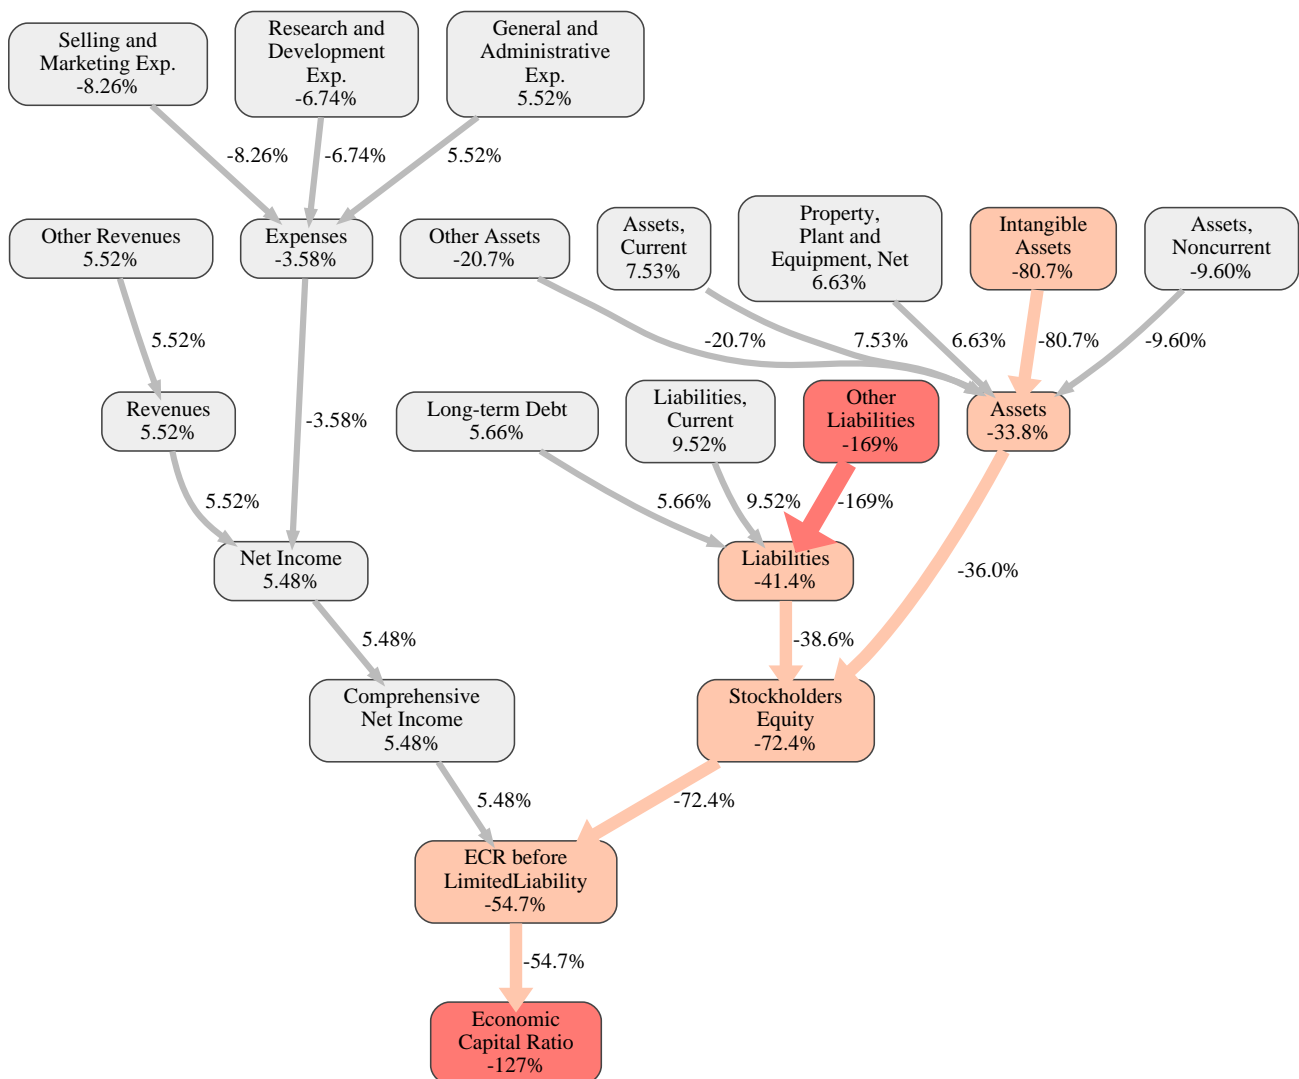 Selling and
Marketing Exp.
-8.26%
Research and
Development
Exp.
-6.74%
General and
Administrative
Exp.
5.52%
-8.26%
-6.74%
5.52%
Other Revenues
5.52%
Expenses
-3.58%
Other Assets
-20.7%
Assets,
Current
7.53%
Property,
Plant and
Equipment, Net
6.63%
Intangible
Assets
-80.7%
Assets,
Noncurrent
-9.60%
5.52%
-3.58%
-20.7%
7.53%
6.63%
-80.7%
-9.60%
Revenues
5.52%
Long-term Debt
5.66%
Liabilities,
Current
9.52%
Other
Liabilities
-169%
Assets
-33.8%
5.52%
5.66%
9.52%
-169%
Net Income
5.48%
Liabilities
-41.4%
-36.0%
5.48%
-38.6%
Comprehensive
Net Income
5.48%
Stockholders
Equity
-72.4%
5.48%
-72.4%
ECR before
LimitedLiability
-54.7%
-54.7%
Economic
Capital Ratio
-127%